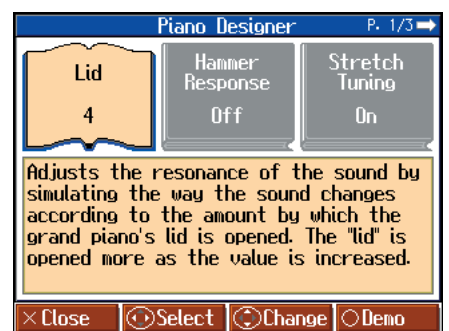 Piano Designer P. 1/3
Lid
4
Hammer
Response
Off
Stretch
Tuning
On
Adjusts the resonance of the sound by
simulating the way the sound changes
according to the amount by which the
grand piano's lid is opened. The "lid" is
opened more as the value is increased.
× Close Select Change Demo